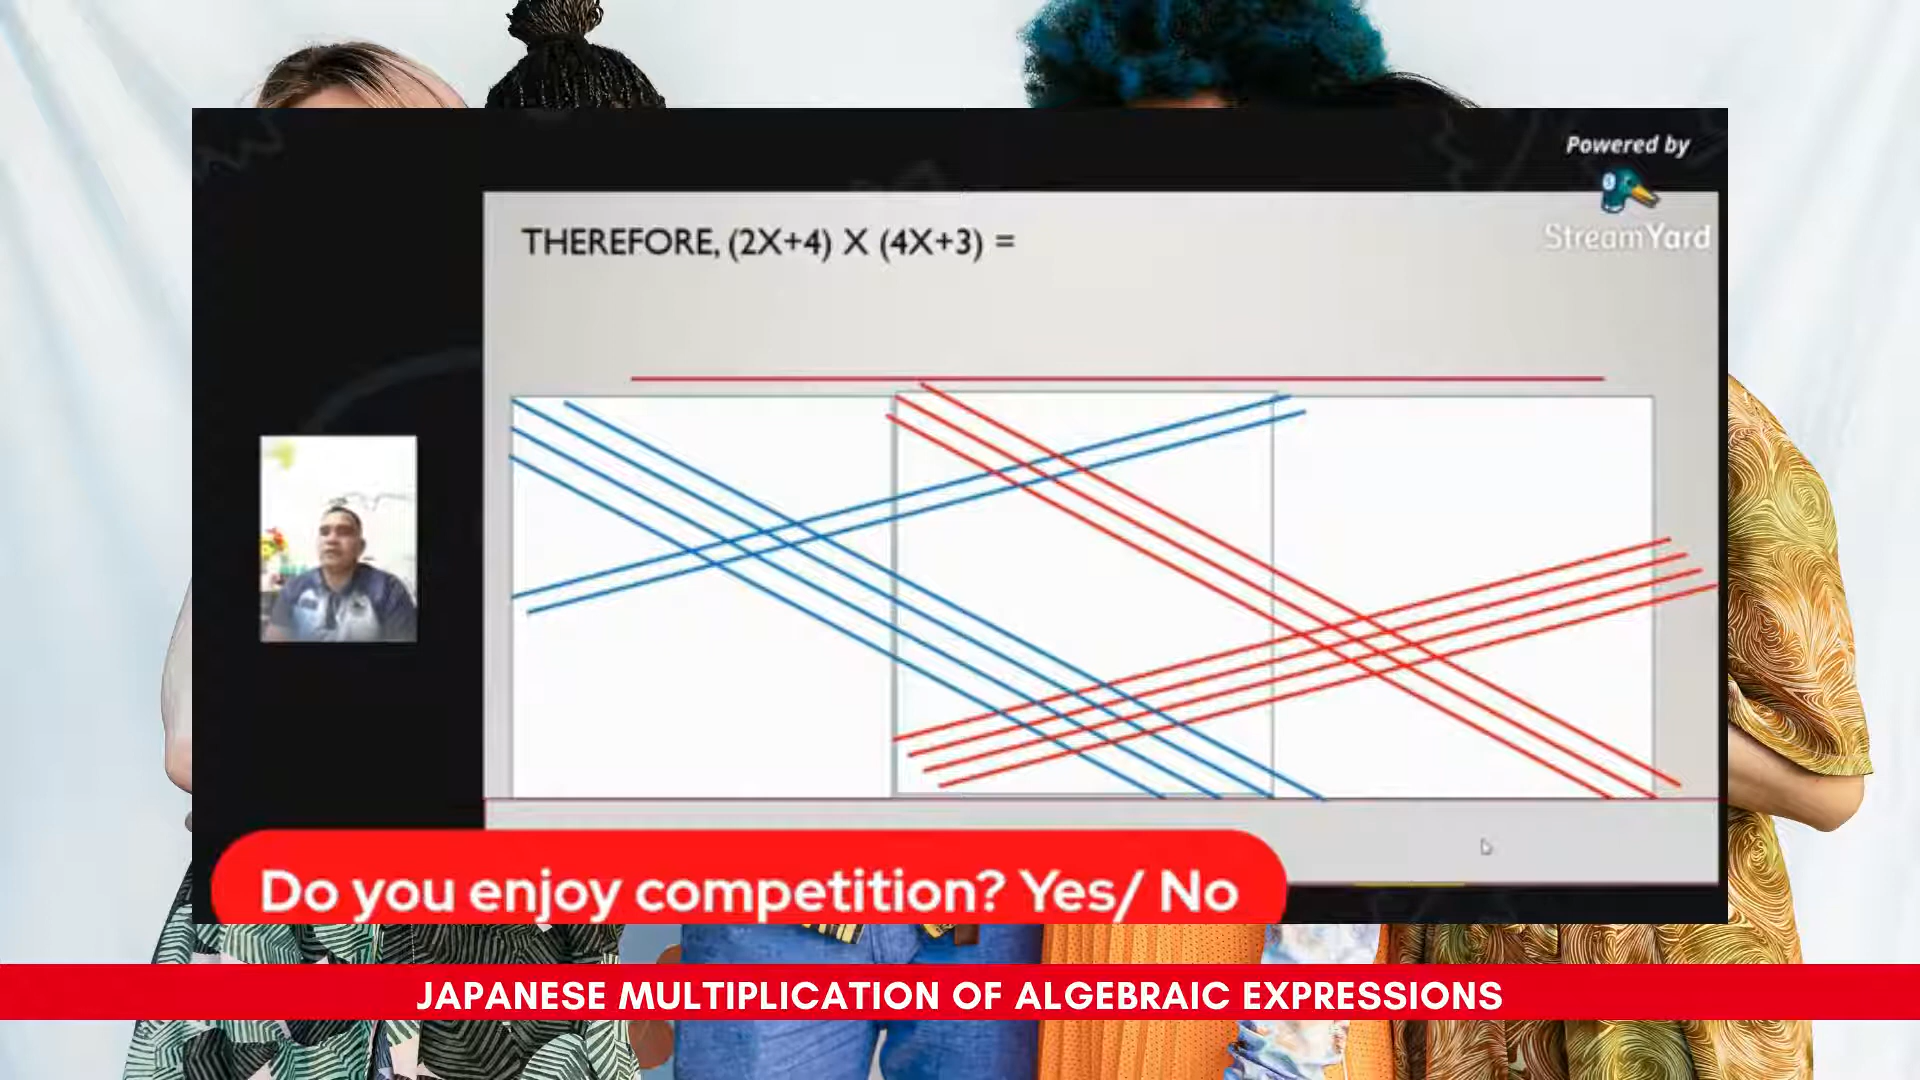 Powered by
StreamYard
THEREFORE, (2X+4) X (4X+3) =
Do you enjoy competition? Yes/ No
JAPANESE MULTIPLICATION OF ALGEBRAIC EXPRESSIONS